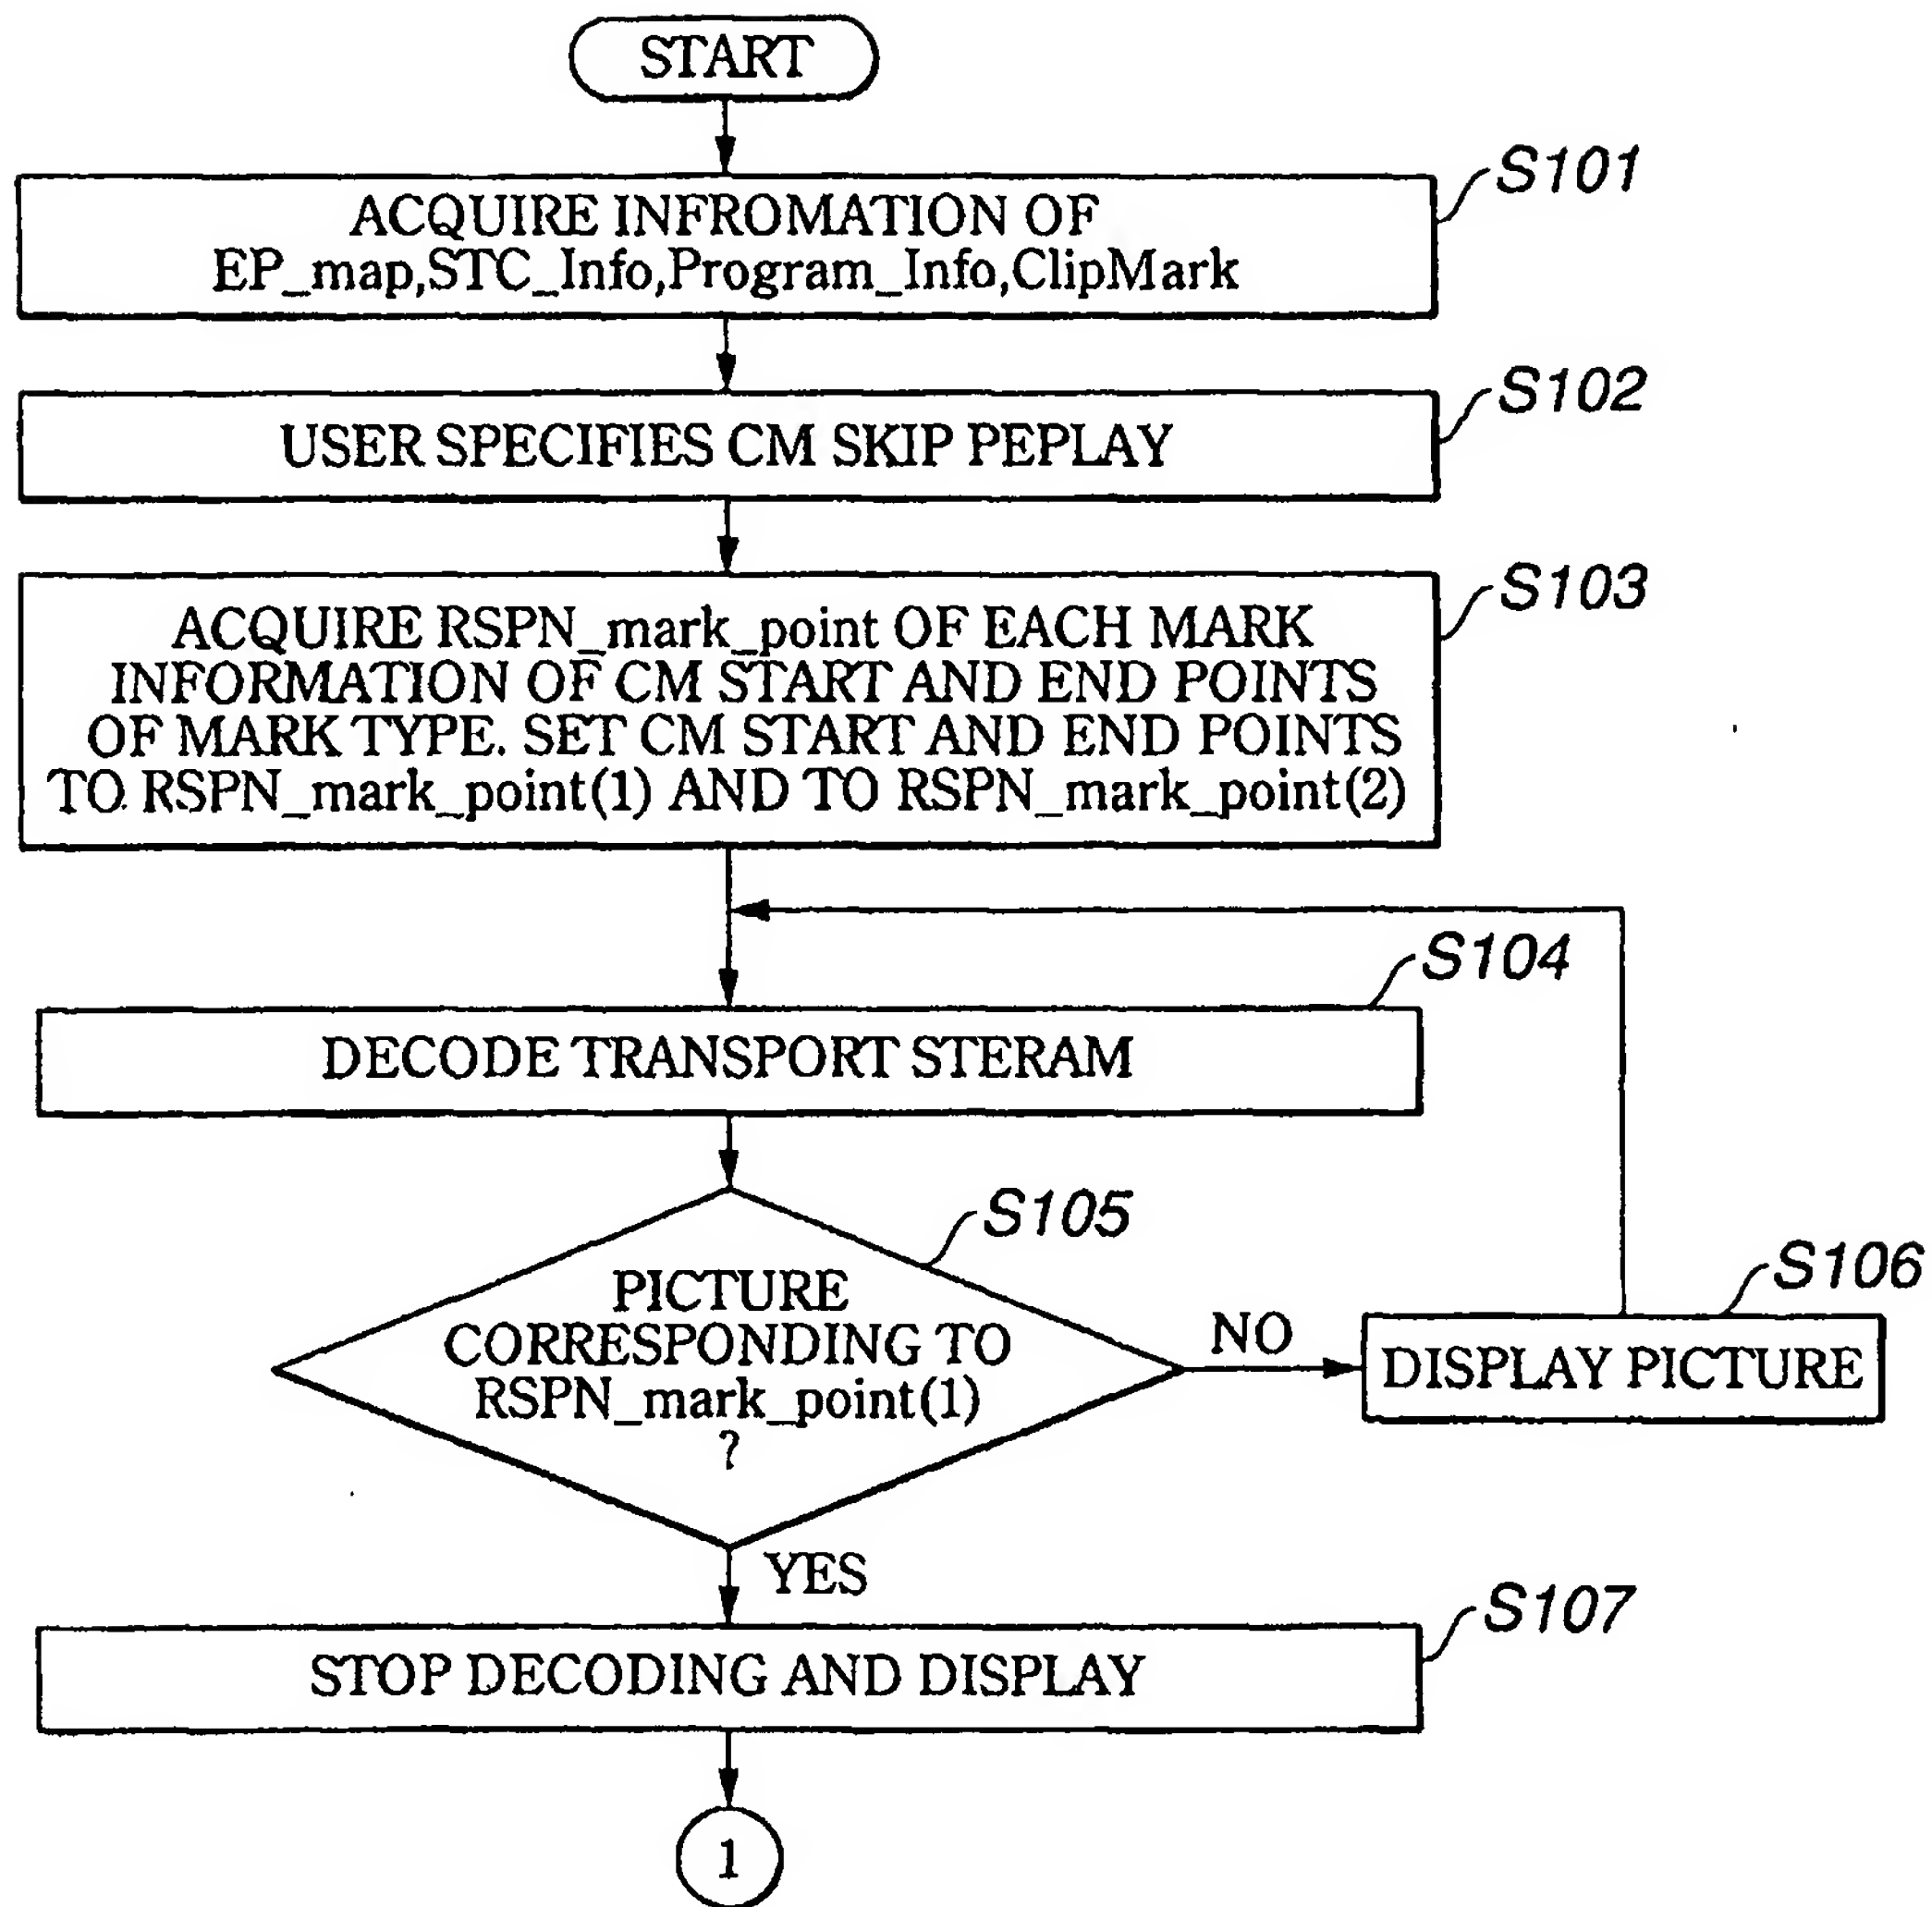 START
S101
ACQUIRE INFROMATION OF
EP_map,STC_Info,Program_Info,ClipMark
S102
USER SPECIFIES CM SKIP PEPLAY
S103
ACQUIRE RSPN_mark_point OF EACH MARK
INFORMATION OF CM START AND END POINTS
OF MARK TYPE. SET CM START AND END POINTS
TO RSPN_mark_point(1) AND TO RSPN_mark_point(2)
S104
DECODE TRANSPORT STERAM
S105
PICTURE
CORRESPONDING TO
RSPN_mark_point(1)
?
NO
S106
DISPLAY PICTURE
YES
S107
STOP DECODING AND DISPLAY
1